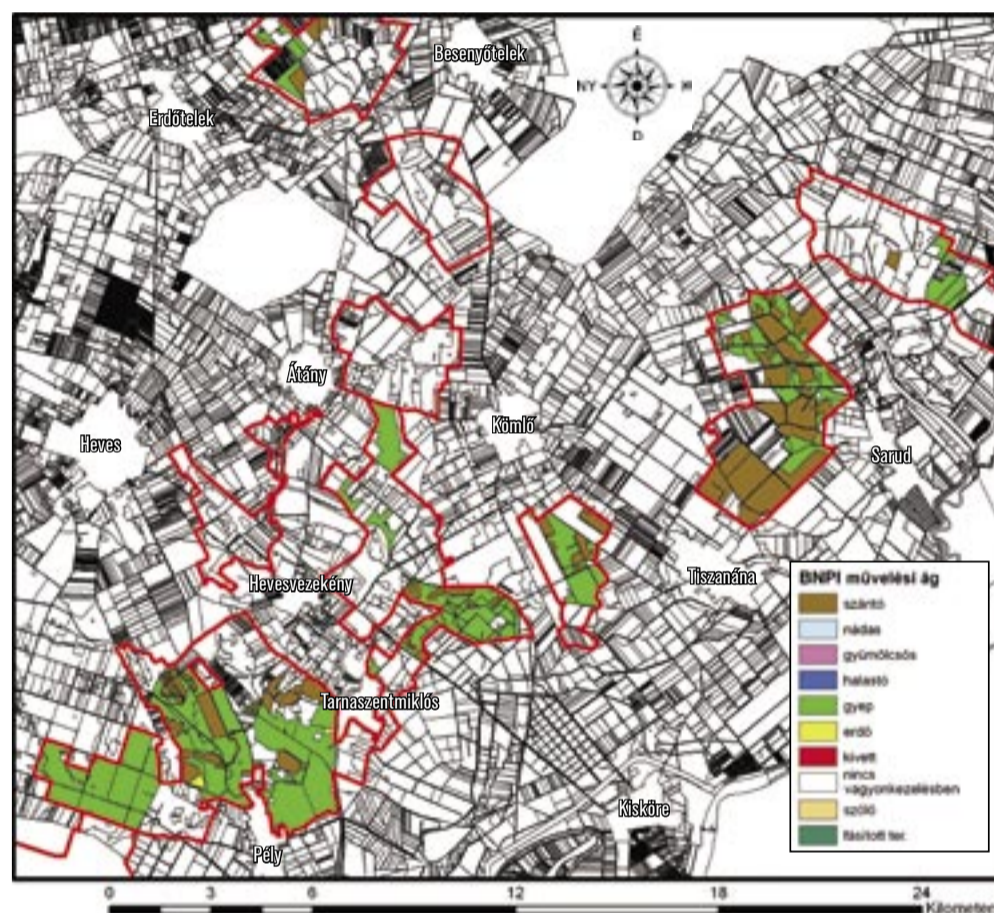 É
NY
K
D
Besenyőtelek
Erdőtelek
Átány
Heves
Kömlő
Sarud
Hevesvezekény
Tiszanána
Tarnaszentmiklós
Kisköre
Pély
BNPI művelési ág
szántó
nádas
gyümölcsös
halastó
gyep
erdő
kivett
nincs
vagyonkezelésben
szőlő
fásított ter.
0 3 6 12 18 24
Kilometer